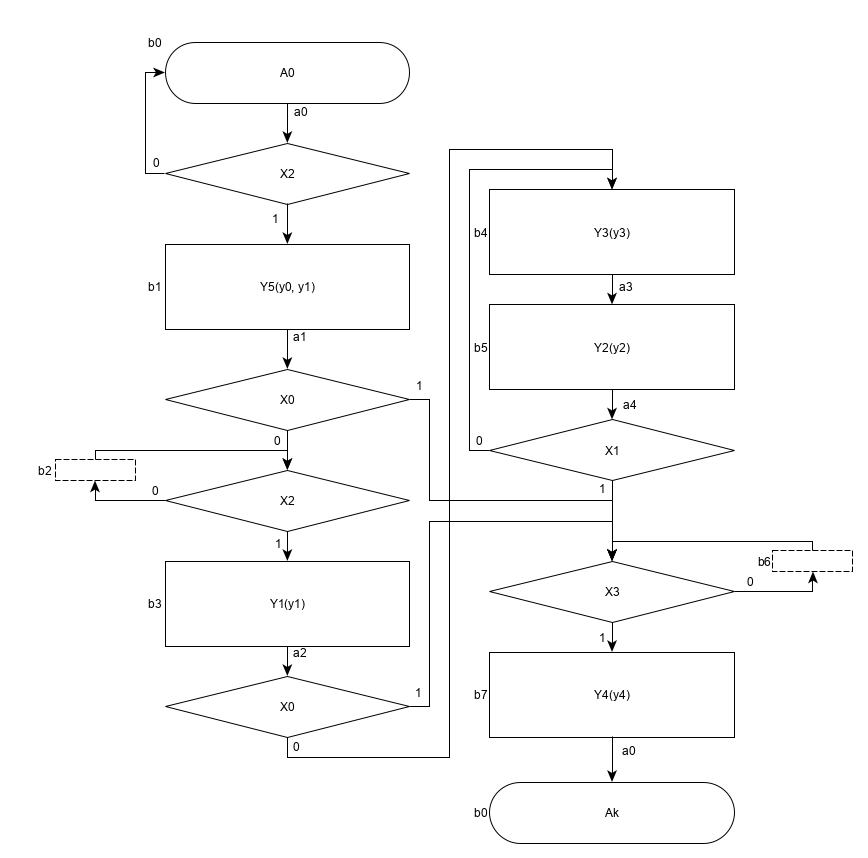 b0
A0
a0
0
X2
1
b1
Y5(y0, y1)
a1
X0
1
0
b2
0
X2
1
b3
Y1(y1)
a2
X0
1
0
b4
Y3(y3)
a3
b5
Y2(y2)
a4
0
X1
1
b6
X3
0
1
b7
Y4(y4)
a0
b0
Ak